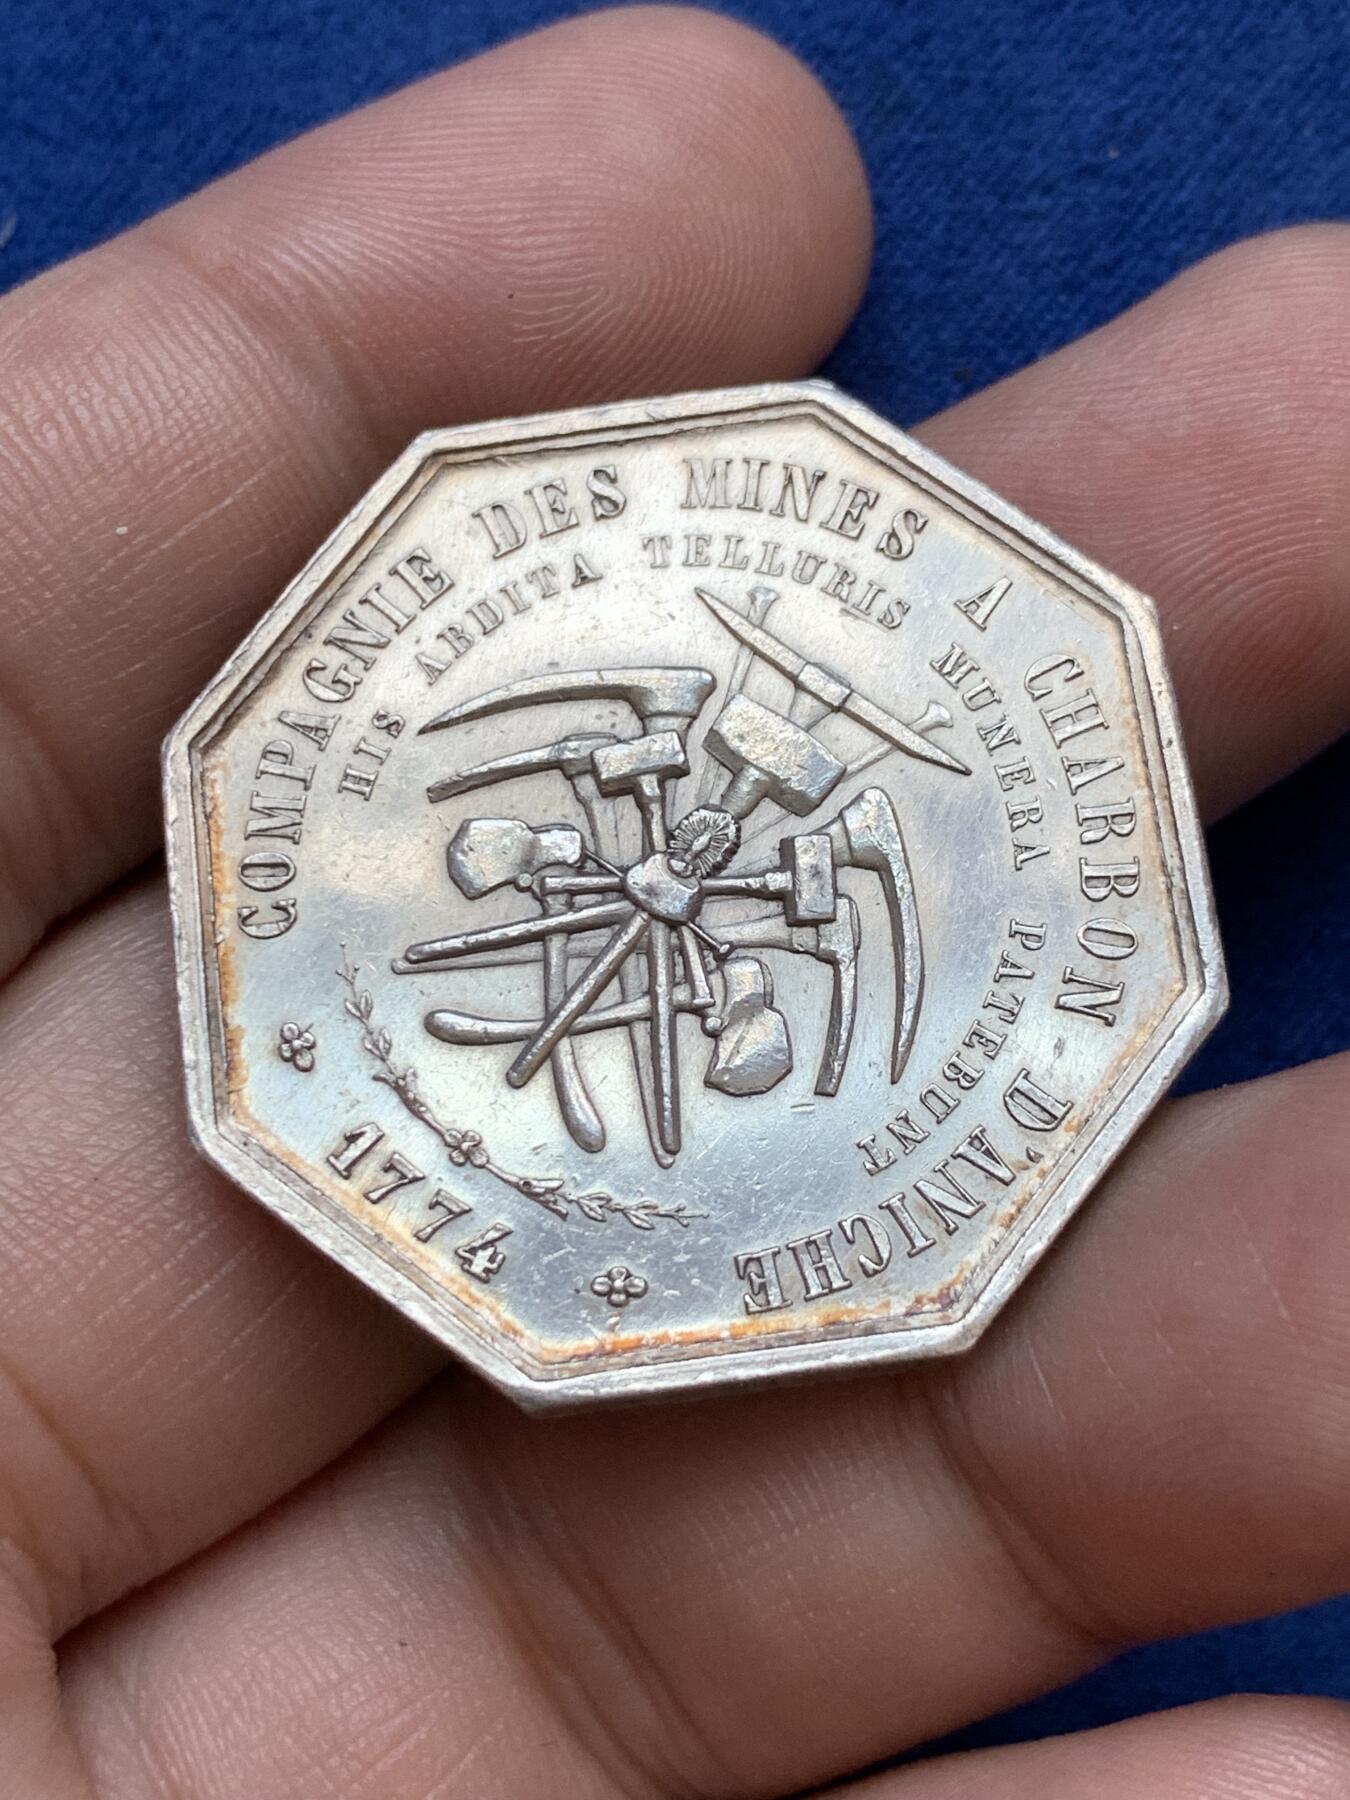 COMPAGNIE DES MINES A CHARBON D'ANICHE
HIS ABDITA TELLURIS MUNERA PATEBUNT
1774